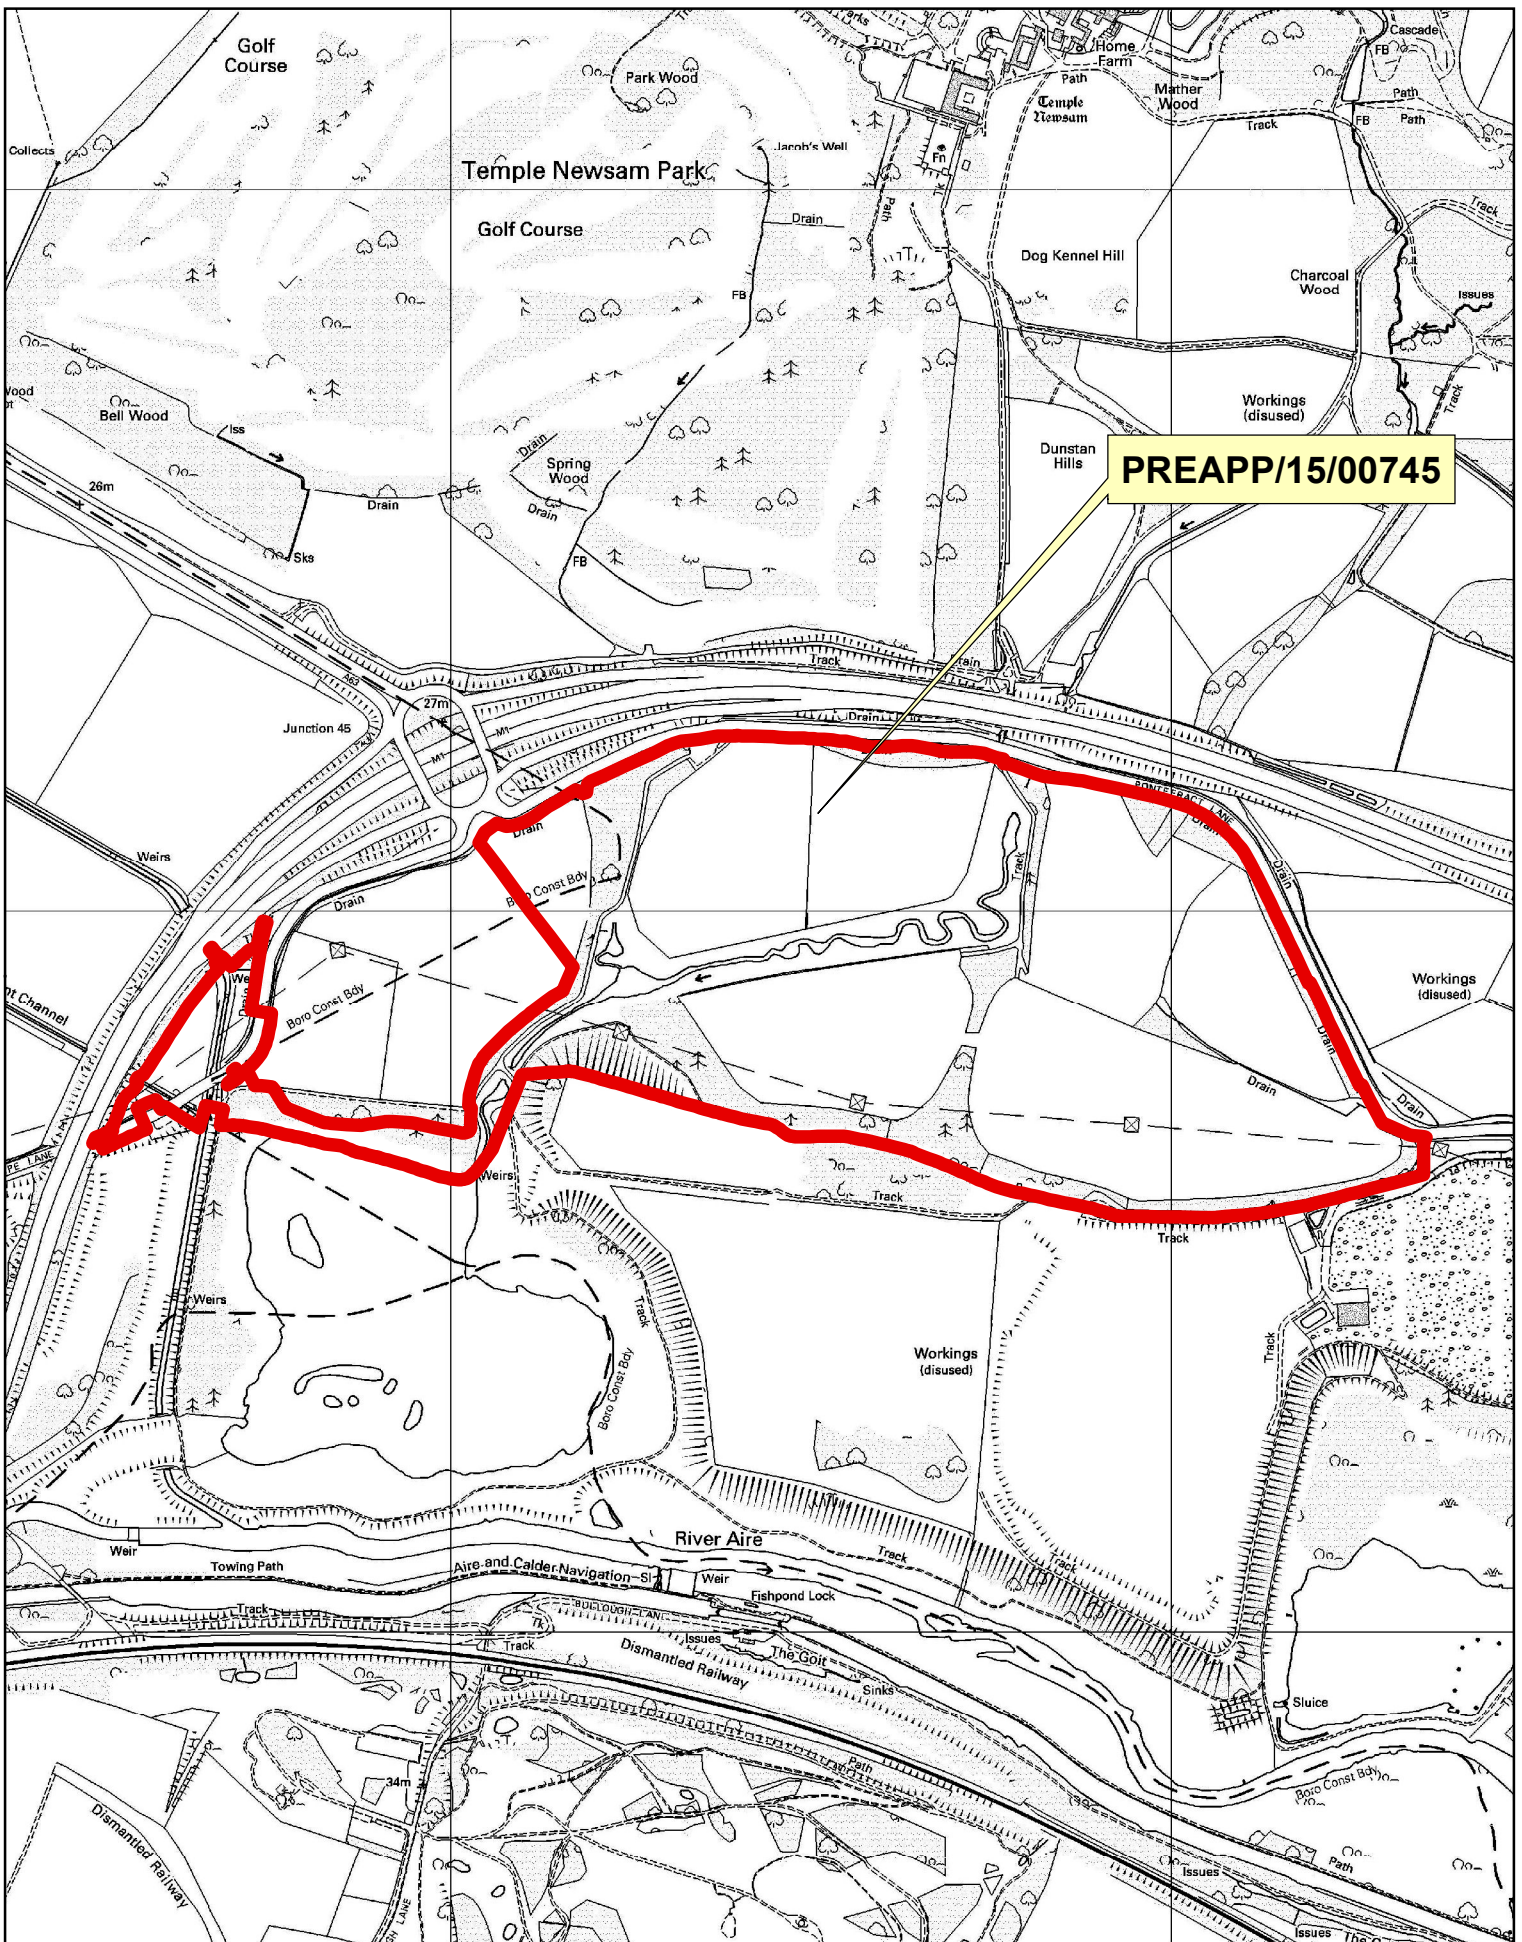 Golf
Course
Park Wood
Home
Farm
Path
Cascade
FB
Mather
Wood
Temple
Newsam
Path
Path
FB
Track
Collects
Jacob's Well
Temple Newsam Park
Fn
Tk
Path
Drain
Golf Course
Track
Dog Kennel Hill
Charcoal
Wood
Issues
FB
Bell Wood
Iss
Track
Workings
(disused)
Dunstan
Hills
PREAPP/15/00745
Drain
Spring
Wood
26m
Drain
Drain
Sks
FB
Track
Drain
A63
27m
Junction 45
M1
M1
Drain
PONTEFRACT LANE
Drain
Drain
Weirs
Drain
Track
Boro Const Bdy
Drain
Drain
Workings
(disused)
Boro Const Bdy
Drain
Drain
Drain
Weirs
Track
Track
Weirs
Track
Track
Boro Const Bdy
Workings
(disused)
River Aire
Weir
Towing Path
Aire and Calder Navigation
Weir
Track
Track
Fishpond Lock
Track
BULLOUGH LANE
Tk
Track
Issues
The Goit
Dismantled Railway
Sinks
Sluice
Path
34m
Boro Const Bdy
Dismantled Railway
Path
Issues
Issues